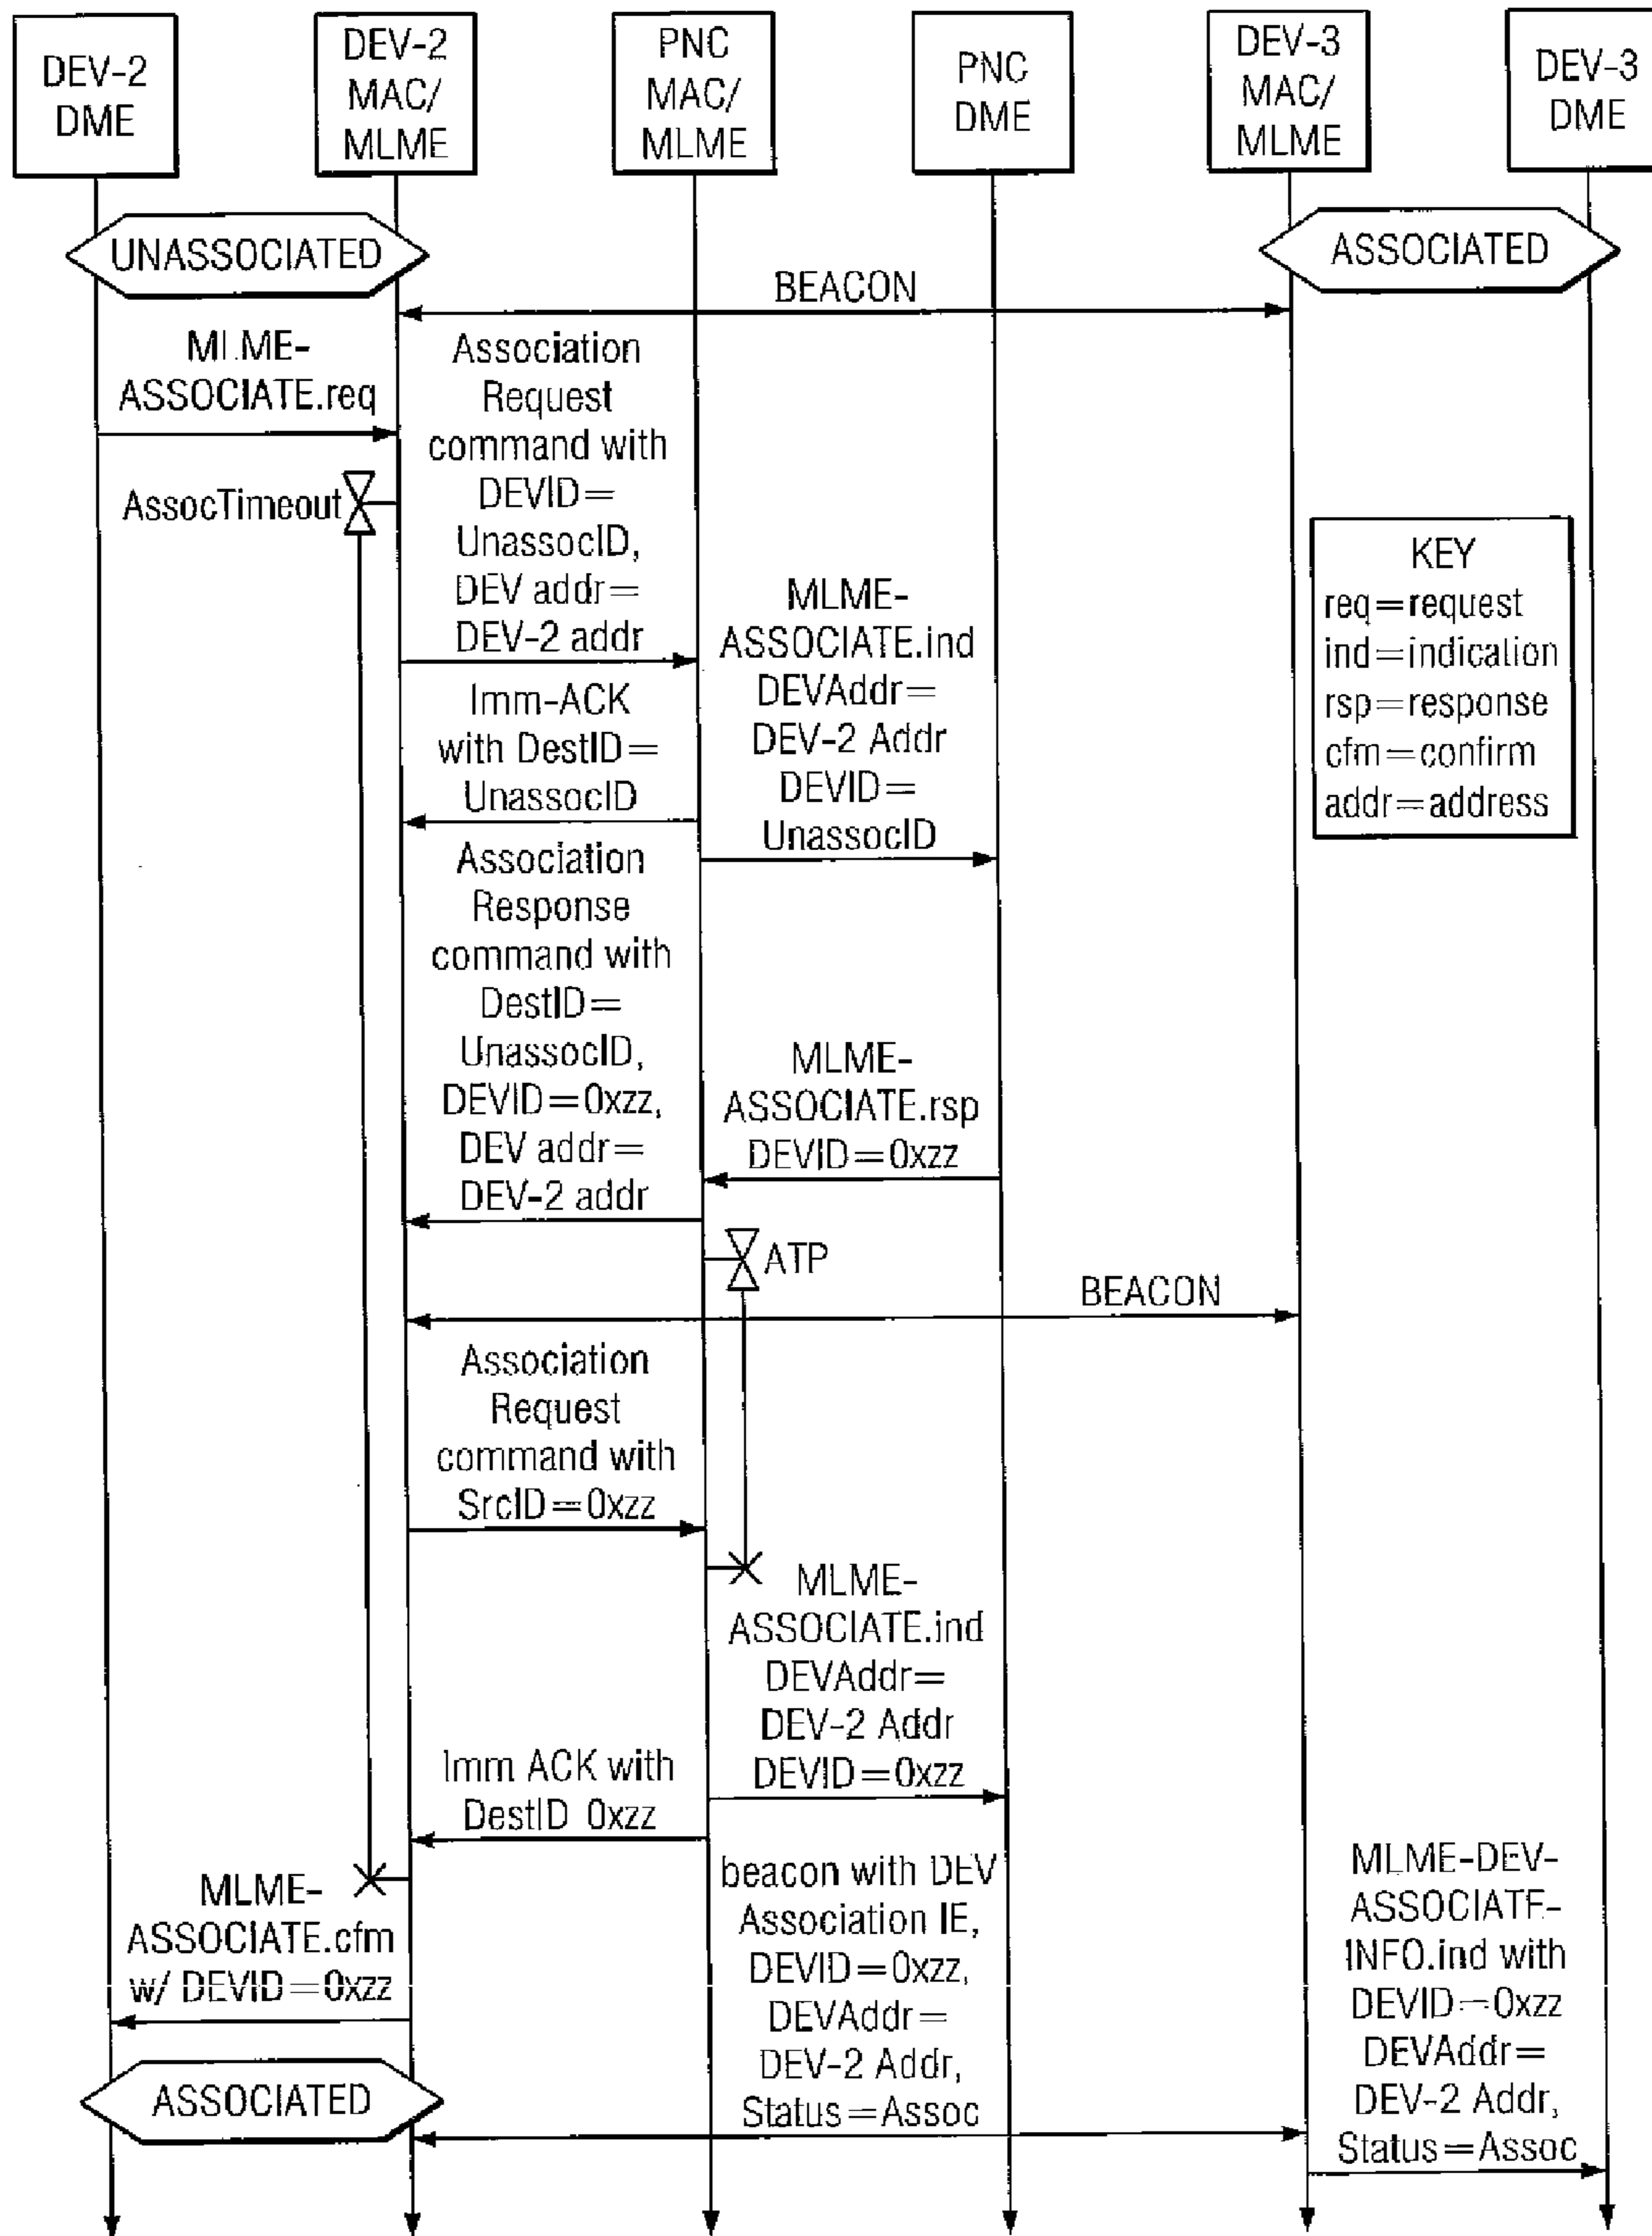 DEV-2
DME
DEV-2
MAC/
MLME
PNC
MAC/
MLME
PNC
DME
DEV-3
MAC/
MLME
DEV-3
DME
UNASSOCIATED
ASSOCIATED
BEACON
MLME-
ASSOCIATE.req
Association
Request
command with
DEVID=
UnassocID,
DEV addr=
DEV-2 addr
AssocTimeout
KEY
req=request
ind=indication
rsp=response
cfm=confirm
addr=address
MLME-
ASSOCIATE.ind
DEVAddr=
DEV-2 Addr
DEVID=
UnassocID
Imm-ACK
with DestID=
UnassocID
Association
Response
command with
DestID=
UnassocID,
DEVID=0xzz,
DEV addr=
DEV-2 addr
MLME-
ASSOCIATE.rsp
DEVID=0xzz
ATP
BEACON
Association
Request
command with
SrcID=0xzz
MLME-
ASSOCIATE.ind
DEVAddr=
DEV-2 Addr
DEVID=0xzz
Imm ACK with
DestID 0xzz
MLME-
ASSOCIATE.cfm
w/ DEVID=0xzz
beacon with DEV
Association IE,
DEVID=0xzz,
DEVAddr=
DEV-2 Addr,
Status=Assoc
MLME-DEV-
ASSOCIATE-
INFO.ind with
DEVID=0xzz
DEVAddr=
DEV-2 Addr,
Status=Assoc
ASSOCIATED